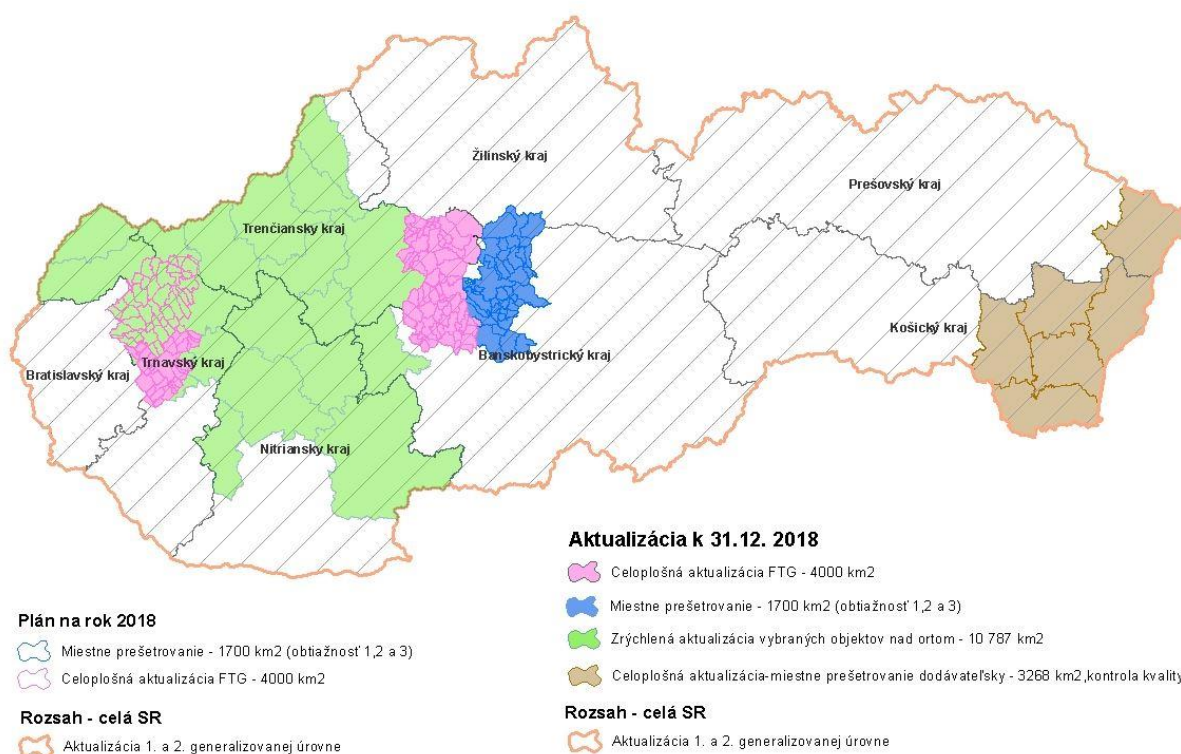 Žilinský kraj
Prešovský kraj
Trenčiansky kraj
Košický kraj
Banskobystrický kraj
Trnavský kraj
Bratislavský kraj
Nitriansky kraj
Plán na rok 2018
Miestne prešetrovanie - 1700 km2 (obtiažnosť 1,2 a 3)
Celoplošná aktualizácia FTG - 4000 km2
Rozsah - celá SR
Aktualizácia 1. a 2. generalizovanej úrovne
Aktualizácia k 31.12. 2018
Celoplošná aktualizácia FTG - 4000 km2
Miestne prešetrovanie - 1700 km2 (obtiažnosť 1,2 a 3)
Zrýchlená aktualizácia vybraných objektov nad ortom - 10 787 km2
Celoplošná aktualizácia-miestne prešetrovanie dodávateľsky - 3268 km2,kontrola kvality
Rozsah - celá SR
Aktualizácia 1. a 2. generalizovanej úrovne